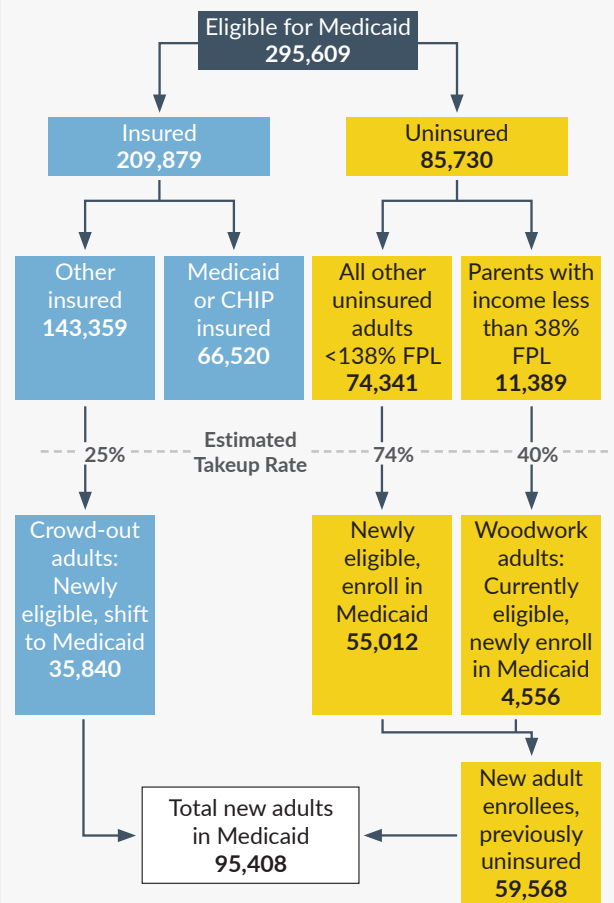 Eligible for Medicaid
295,609
Insured
209,879
Uninsured
85,730
Other
insured
143,359
Medicaid
or CHIP
insured
66,520
All other
uninsured
adults
<138% FPL
74,341
Parents with
income less
than 38%
FPL
11,389
Estimated
Takeup Rate
25%
74%
40%
Crowd-out
adults:
Newly
eligible, shift
to Medicaid
35,840
Newly
eligible,
enroll in
Medicaid
55,012
Woodwork
adults:
Currently
eligible,
newly enroll
in Medicaid
4,556
Total new adults
in Medicaid
95,408
New adult
enrollees,
previously
uninsured
59,568